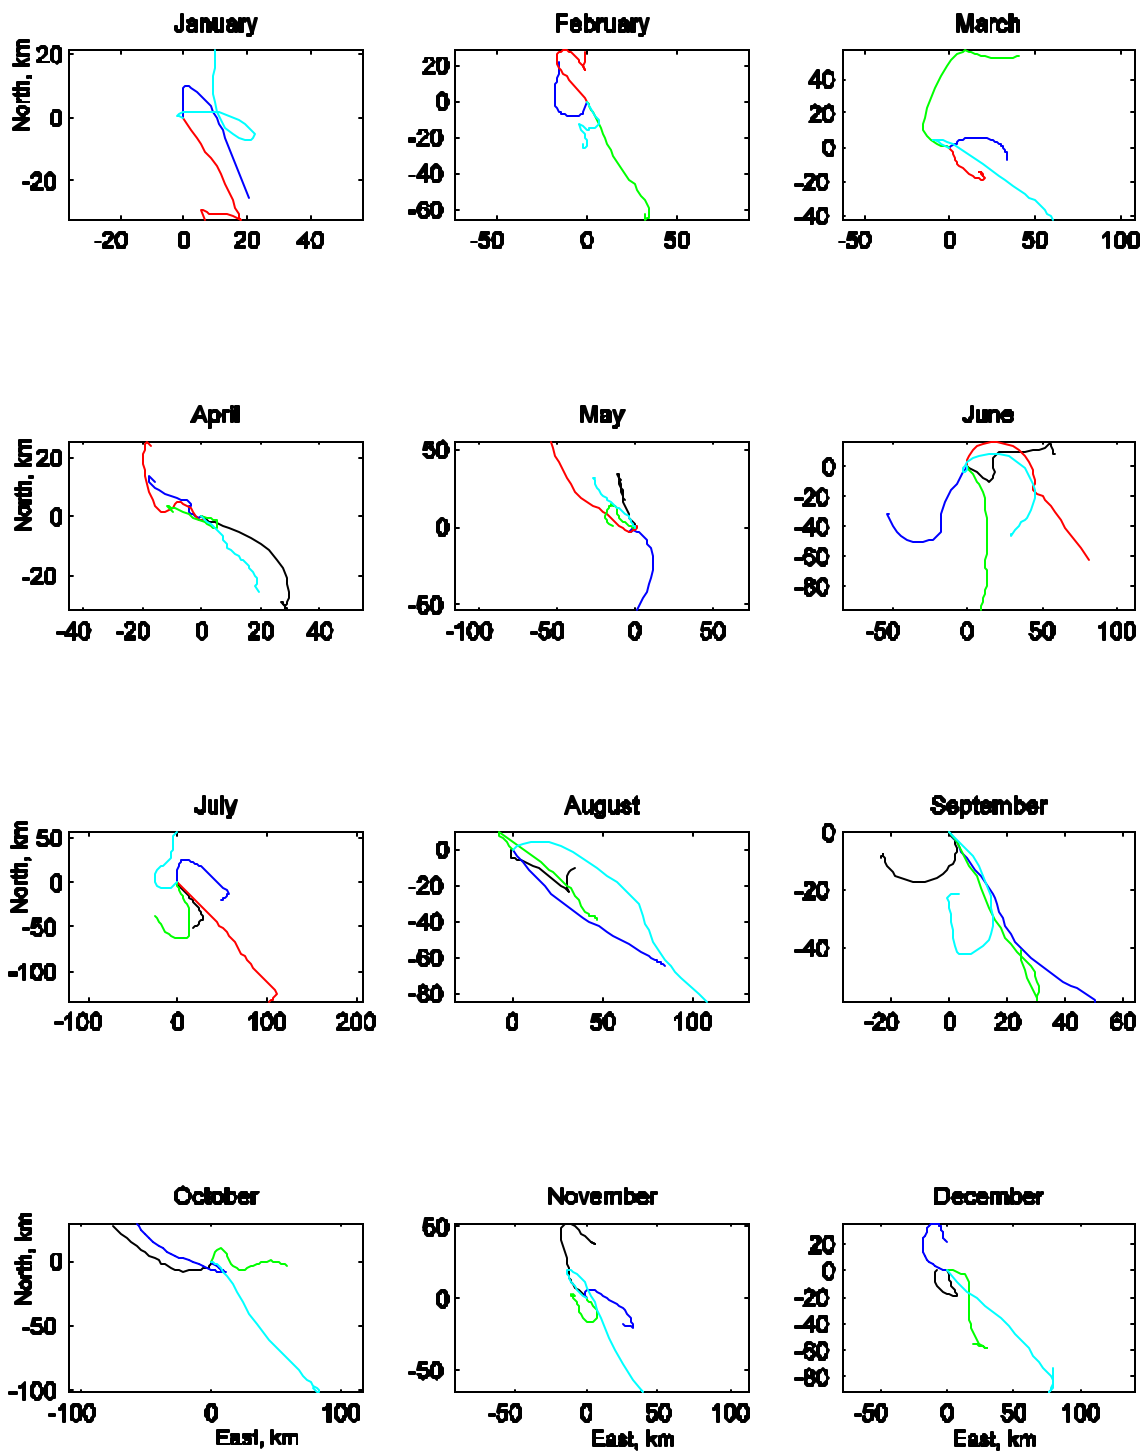 January February March
North, km
20
0
-20
-20 0 20 40
20
0
-20
-40
-60
-50 0 50
40
20
0
-20
-40
-50 0 50 100
April May June
North, km
20
0
-20
-40 -20 0 20 40
50
0
-50
-100 -50 0 50
0
-20
-40
-60
-80
-50 0 50 100
July August September
North, km
50
0
-50
-100
-100 0 100 200
0
-20
-40
-60
-80
0 50 100
0
-20
-40
-20 0 20 40 60
October November December
North, km
0
-50
-100
-100 0 100
East, km
50
0
-50
-50 0 50 100
East, km
20
0
-20
-40
-60
-80
-50 0 50 100
East, km